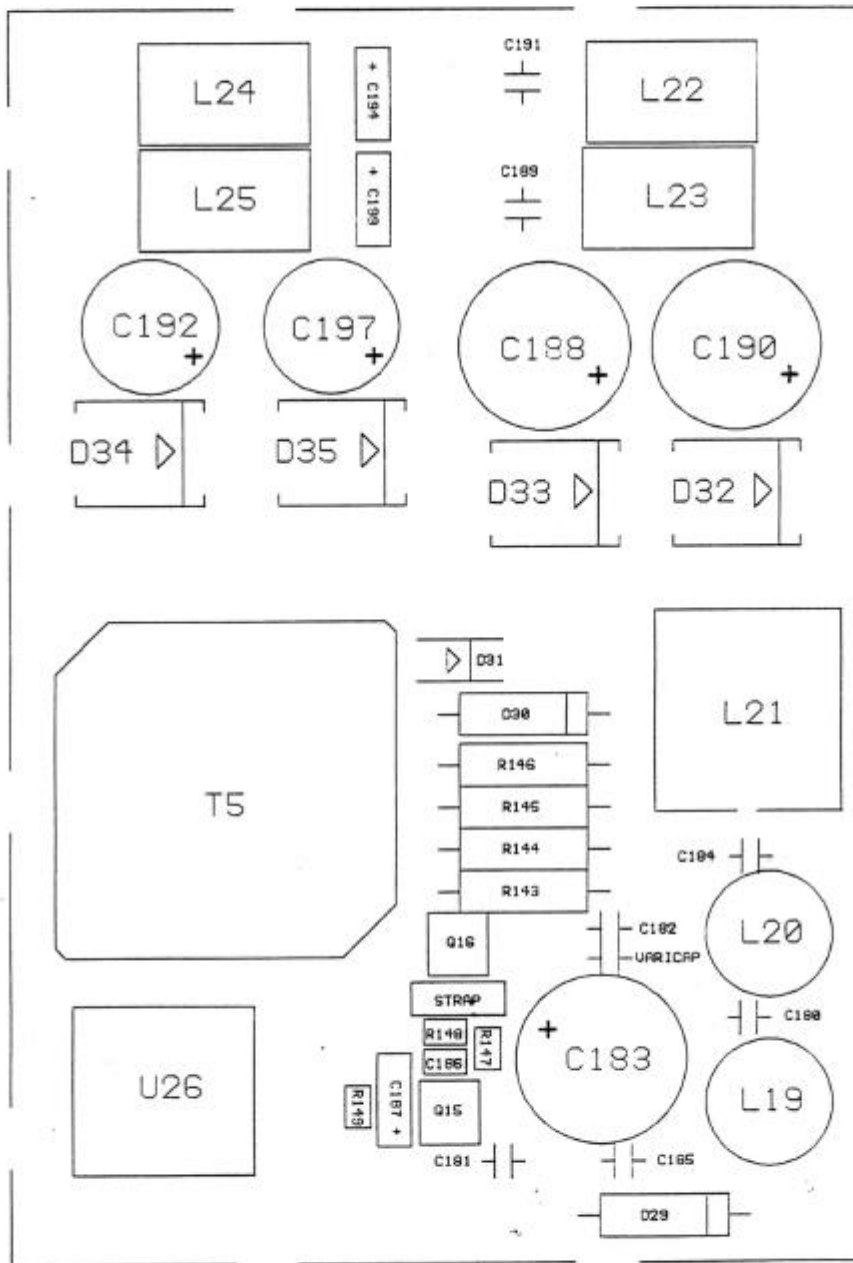 C191
L24
+ C194
L22
C189
L25
+ C199
L23
C192
+
C197
+
C188
+
C190
+
D34
D35
D33
D32
D31
D30
L21
R146
T5
R145
R144
C184
R143
Q16
C182
L20
VARICAP
STRAP
+
C180
R148
R147
C183
C186
U26
R149
C187 +
Q15
L19
C181
C185
D29